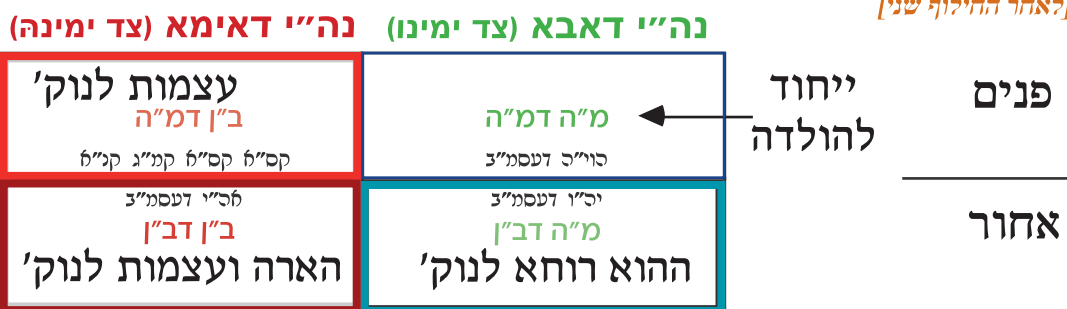 [לאחר החילוף שני]
נה״י דאבא (צד ימינו)
נה״י דאימא (צד ימינה)
פנים
ייחוד
להולדה
מ״ה דמ״ה
הוי״ה דעסמ״ב
עצמות לנוק׳
ב״ן דמ״ה
קס״א קס״א קמ״ג קנ״א
אחור
יה״ו דעסמ״ב
מ״ה דב״ן
ההוא רוחא לנוק׳
אה״י דעסמ״ב
ב״ן דב״ן
הארה ועצמות לנוק׳